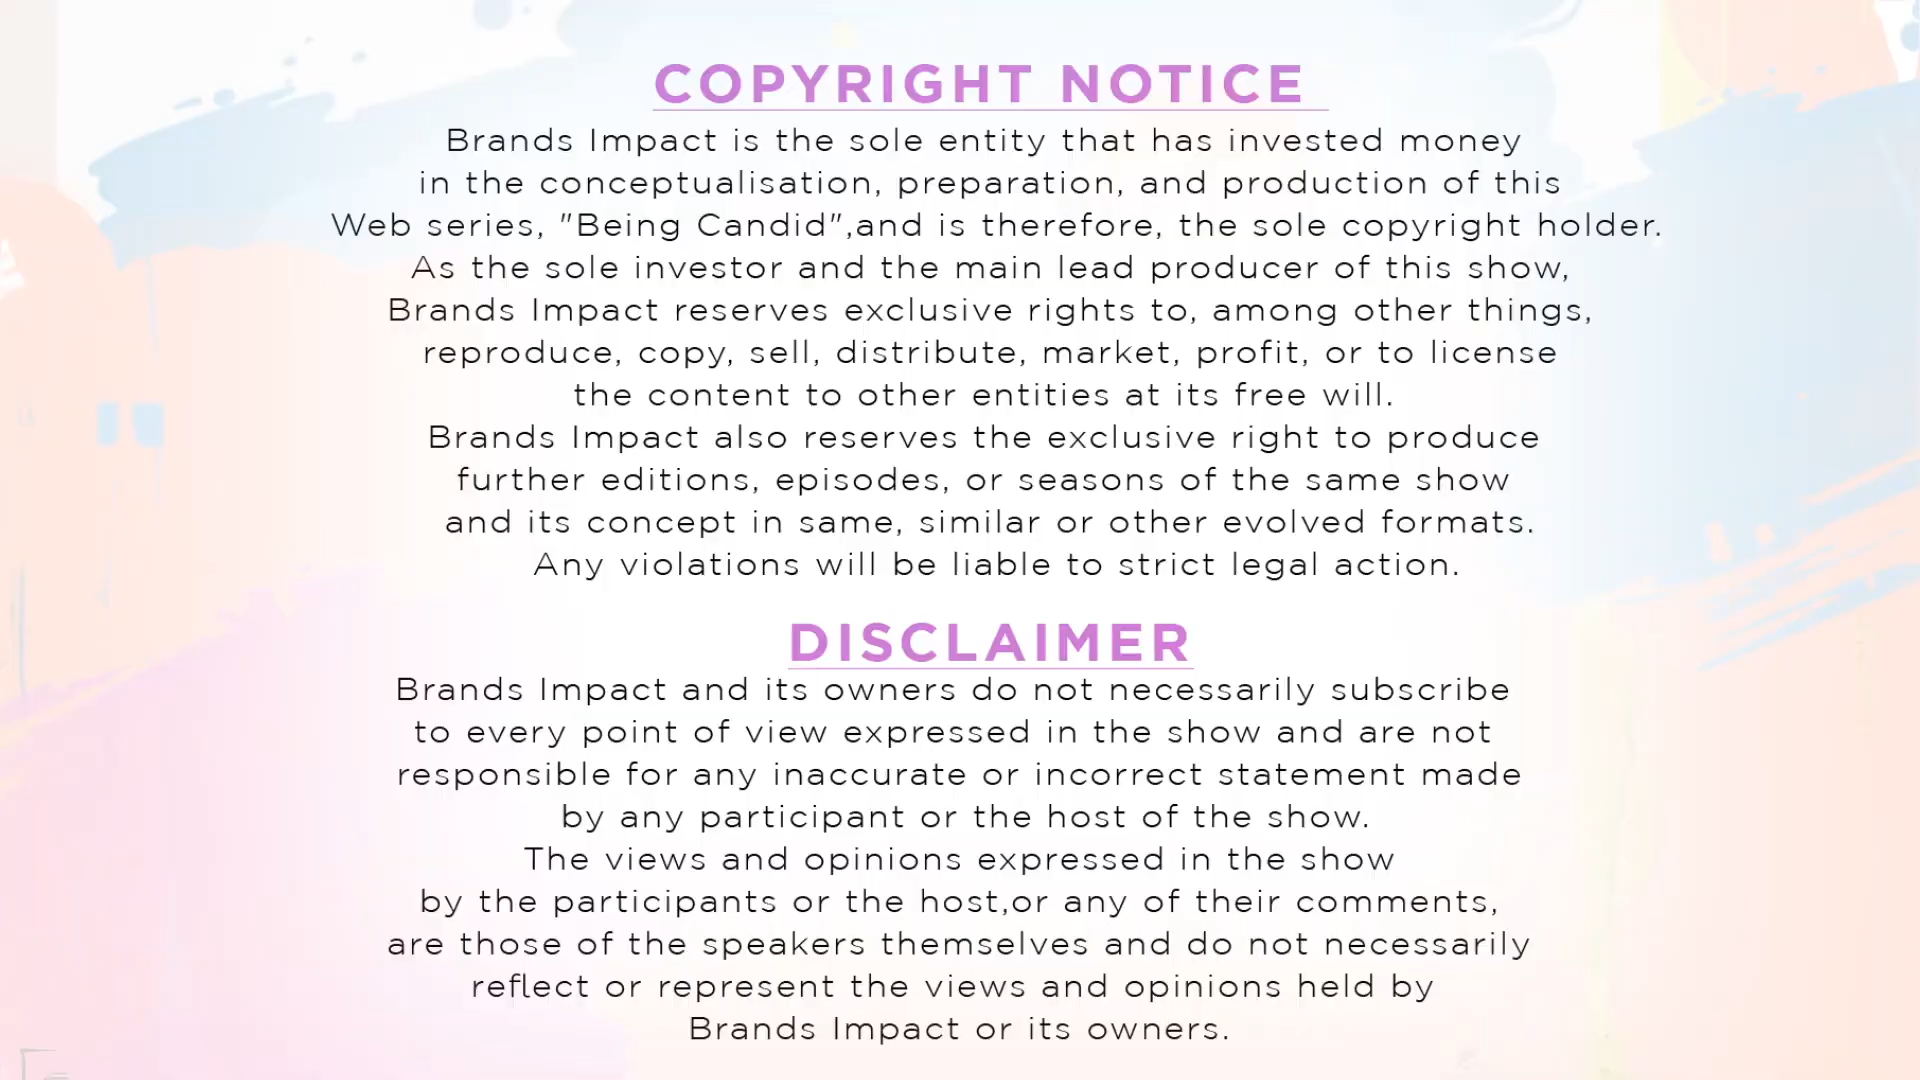 COPYRIGHT NOTICE
Brands Impact is the sole entity that has invested money
in the conceptualisation, preparation, and production of this
Web series, "Being Candid",and is therefore, the sole copyright holder.
As the sole investor and the main lead producer of this show,
Brands Impact reserves exclusive rights to, among other things,
reproduce, copy, sell, distribute, market, profit, or to license
the content to other entities at its free will.
Brands Impact also reserves the exclusive right to produce
further editions, episodes, or seasons of the same show
and its concept in same, similar or other evolved formats.
Any violations will be liable to strict legal action.
DISCLAIMER
Brands Impact and its owners do not necessarily subscribe
to every point of view expressed in the show and are not
responsible for any inaccurate or incorrect statement made
by any participant or the host of the show.
The views and opinions expressed in the show
by the participants or the host,or any of their comments,
are those of the speakers themselves and do not necessarily
reflect or represent the views and opinions held by
Brands Impact or its owners.